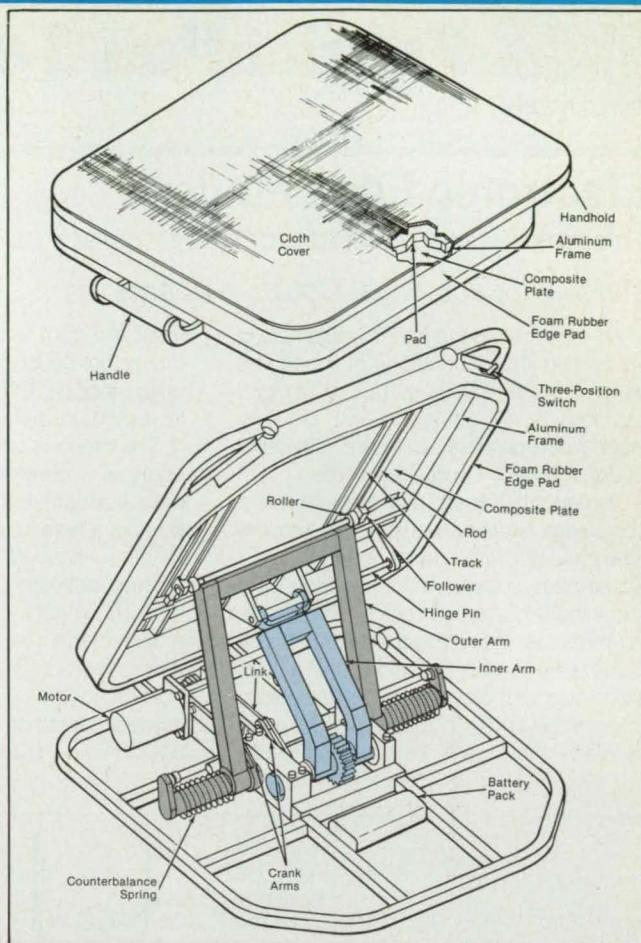 Handhold
Cloth
Cover
Aluminum
Frame
Composite
Plate
Pad
Foam Rubber
Edge Pad
Handle
Three-Position
Switch
Aluminum
Frame
Foam Rubber
Edge Pad
Roller
Composite Plate
Rod
Track
Follower
Hinge Pin
Outer Arm
Link
Inner Arm
Motor
Battery
Pack
Crank
Arms
Counterbalance
Spring